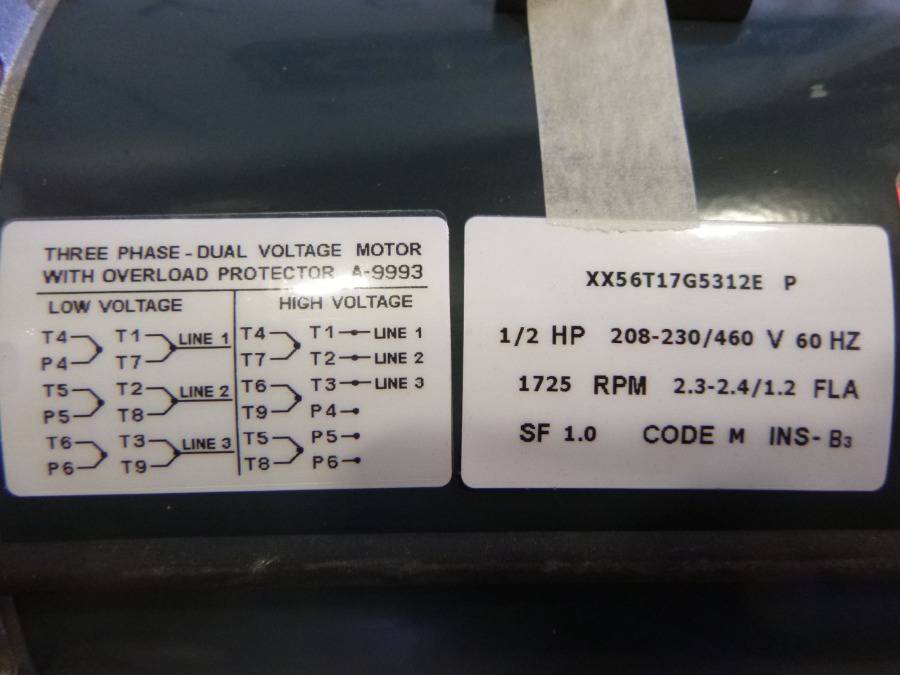 THREE PHASE - DUAL VOLTAGE MOTOR
WITH OVERLOAD PROTECTOR A-9993
LOW VOLTAGE
T4 T1 LINE 1
P4 T7
T5 T2 LINE 2
P5 T8
T6 T3 LINE 3
P6 T9
HIGH VOLTAGE
T4 T1 LINE 1
T7 T2 LINE 2
T6 T3 LINE 3
T9 P4
T5 P5
T8 P6
XX56T17G5312E P
1/2 HP 208-230/460 V 60 HZ
1725 RPM 2.3-2.4/1.2 FLA
SF 1.0 CODE M INS- B3